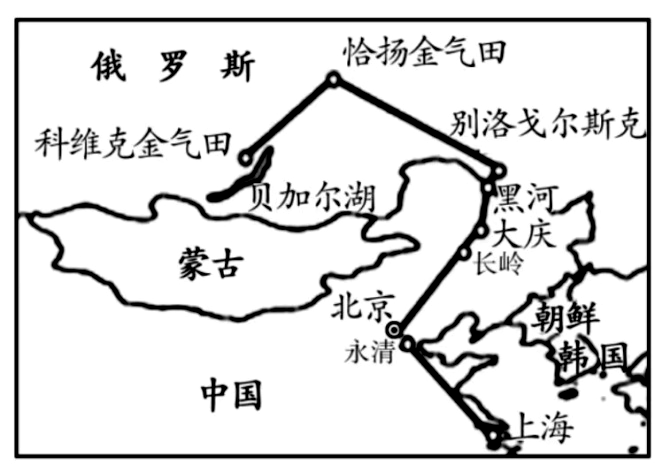 恰扬金气田
俄罗斯
别洛戈尔斯克
科维克金气田
贝加尔湖
黑河
大庆
蒙古
长岭
北京
朝鲜
永清
韩国
中国
上海